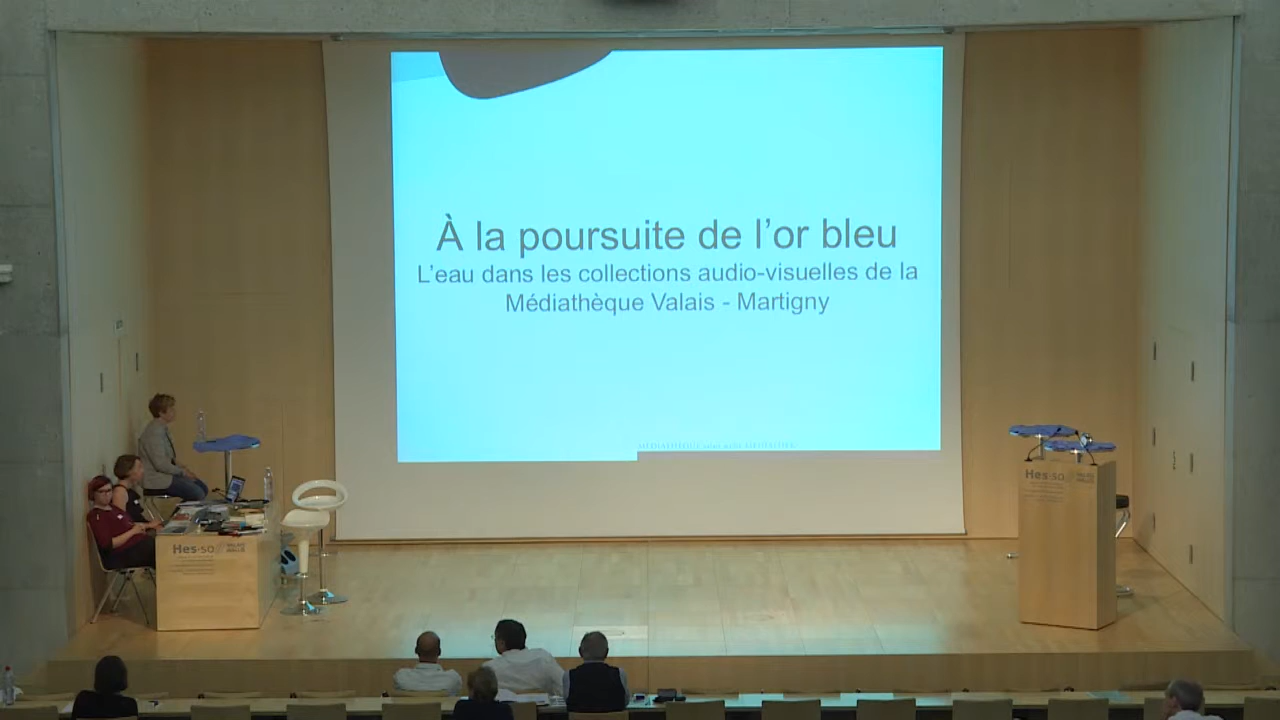 À la poursuite de l'or bleu
L'eau dans les collections audio-visuelles de la
Médiathèque Valais - Martigny
Hes·so
Hes·so